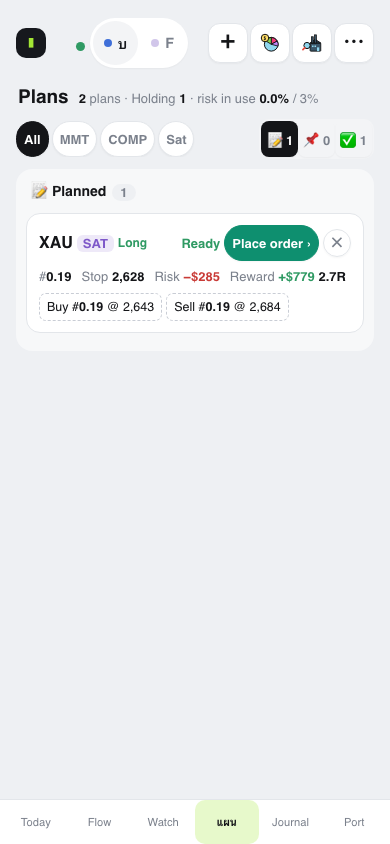 บ F + ...
Plans 2 plans · Holding 1 · risk in use 0.0% / 3%
All MMT COMP Sat 1 0 1
Planned 1
XAU SAT Long Ready Place order › ×
#0.19 Stop 2,628 Risk −$285 Reward +$779 2.7R
Buy #0.19 @ 2,643 Sell #0.19 @ 2,684
Today Flow Watch แผน Journal Port